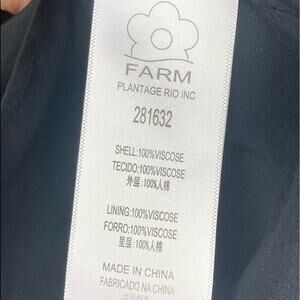 FARM
PLANTAGE RIO INC
281632
SHELL:100%VISCOSE
TECIDO:100%VISCOSE
外层:100%人棉
LINING:100%VISCOSE
FORRO:100%VISCOSE
里层:100%人棉
MADE IN CHINA
FABRICADO NA CHINA